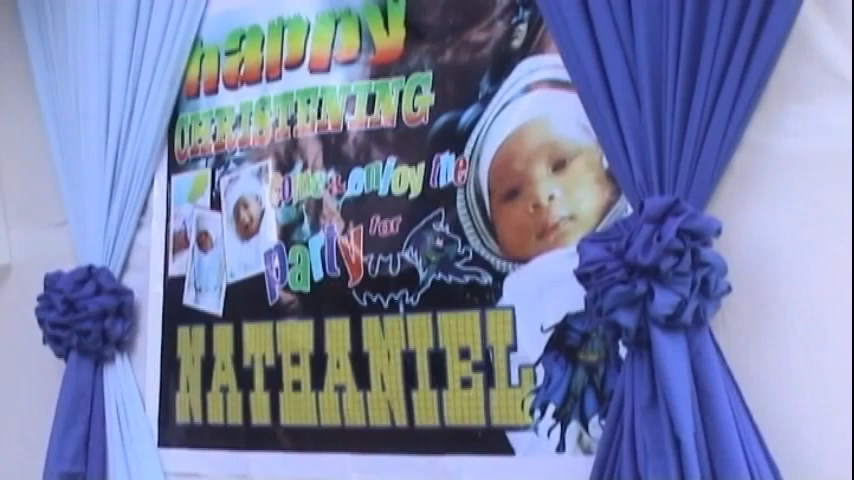 happy
CHRISTENING
come & enjoy the
party for
NATHANIEL